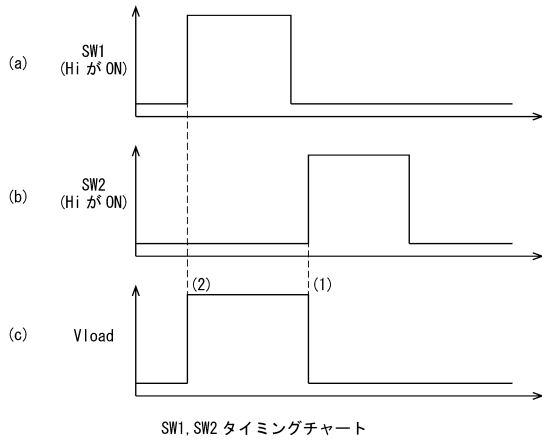 (a)
SW1
(Hi が ON)
(b)
SW2
(Hi が ON)
(2)
(1)
(c)
Vload
SW1,SW2 タイミングチャート